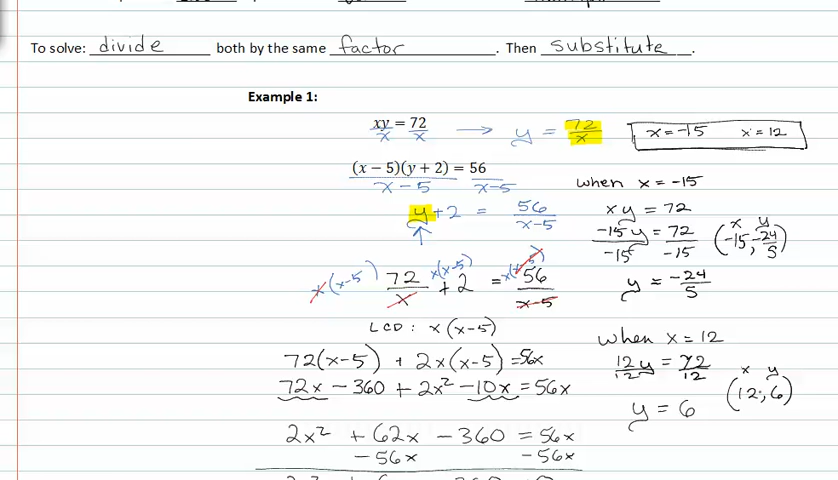 To solve: divide both by the same factor. Then substitute.
Example 1:
xy = 72
x x
→ y = 72/x
x = -15 x = 12
(x − 5)(y + 2) = 56
x-5 x-5
y + 2 = 56/(x-5)
x(x-5) 72/x + x(x-5) 2 = x(x-5) 56/(x-5)
LCD: x(x-5)
72(x-5) + 2x(x-5) = 56x
72x - 360 + 2x² - 10x = 56x
2x² + 62x - 360 = 56x
-56x -56x
when x = -15
xy = 72
-15y = 72
-15 -15
x y
(-15, -24/5)
y = -24/5
when x = 12
12y = 72
12 12
x y
(12, 6)
y = 6